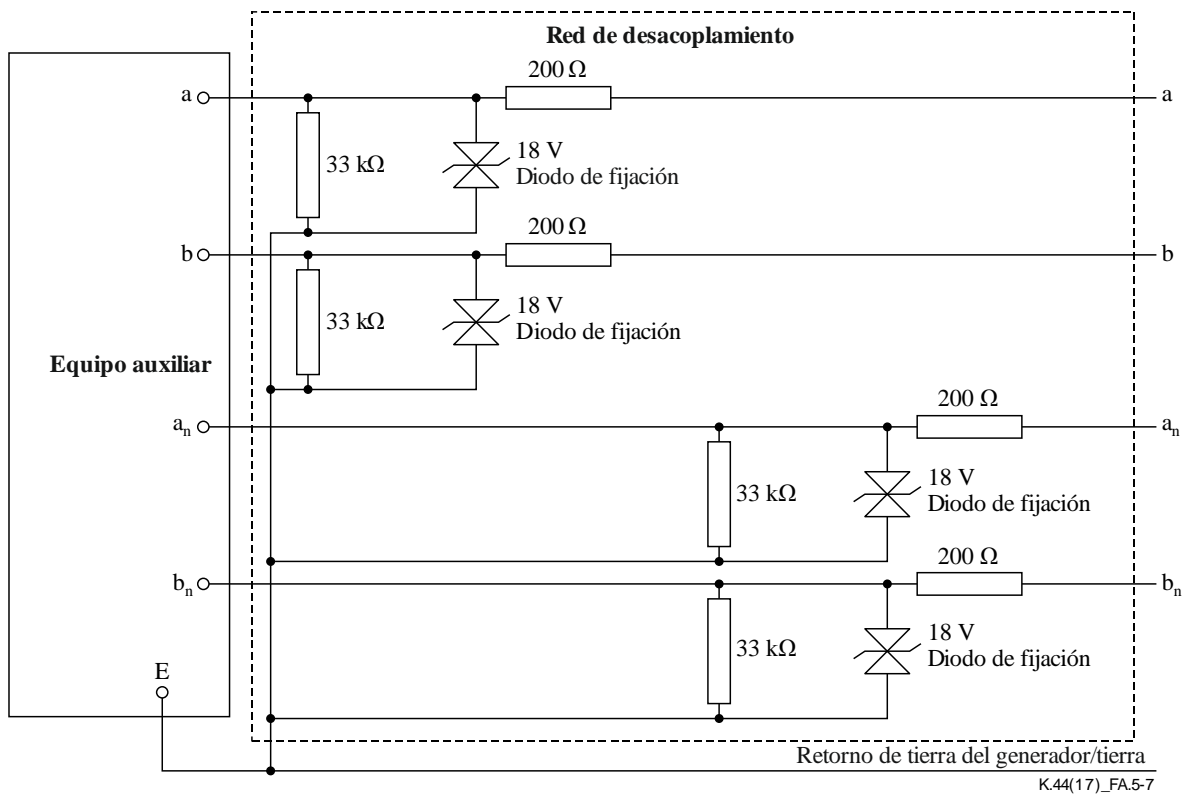 Red de desacoplamiento
200 Ω
a
a
33 kΩ
18 V
Diodo de fijación
200 Ω
b
b
33 kΩ
18 V
Diodo de fijación
Equipo auxiliar
200 Ω
aₙ
aₙ
33 kΩ
18 V
Diodo de fijación
200 Ω
bₙ
bₙ
33 kΩ
18 V
Diodo de fijación
E
Retorno de tierra del generador/tierra
K.44(17)_FA.5-7